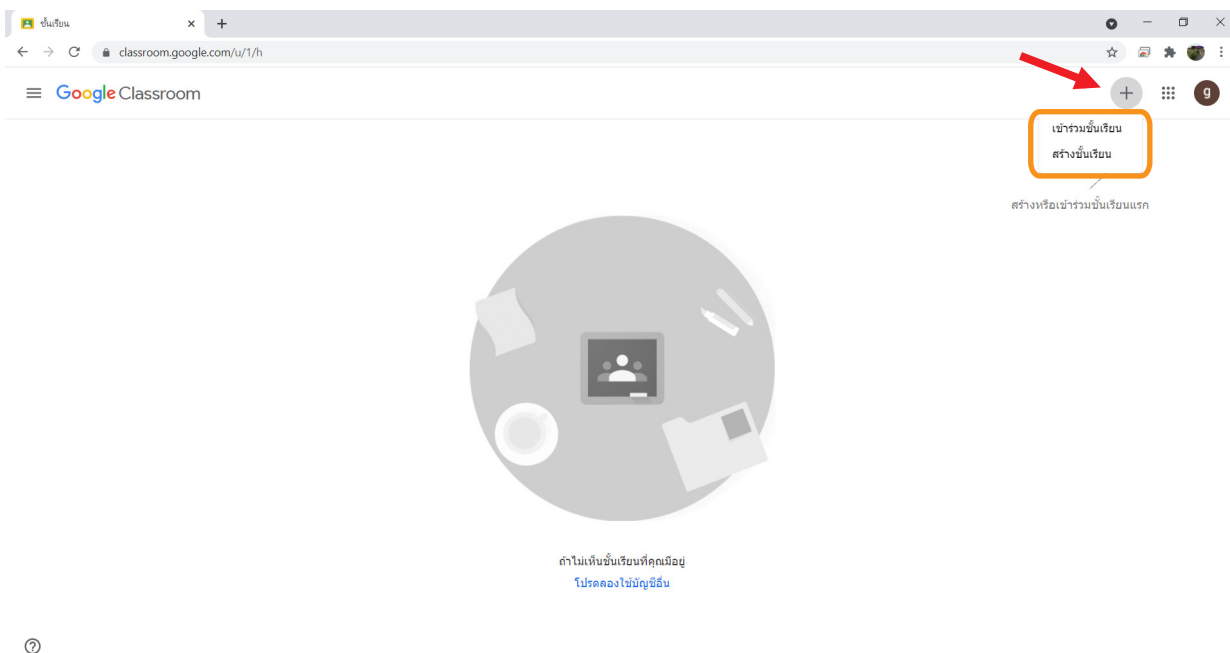 ชั้นเรียน
classroom.google.com/u/1/h
Google Classroom
g
เข้าร่วมชั้นเรียน
สร้างชั้นเรียน
สร้างหรือเข้าร่วมชั้นเรียนแรก
ถ้าไม่เห็นชั้นเรียนที่คุณมีอยู่
โปรดลองใช้บัญชีอื่น